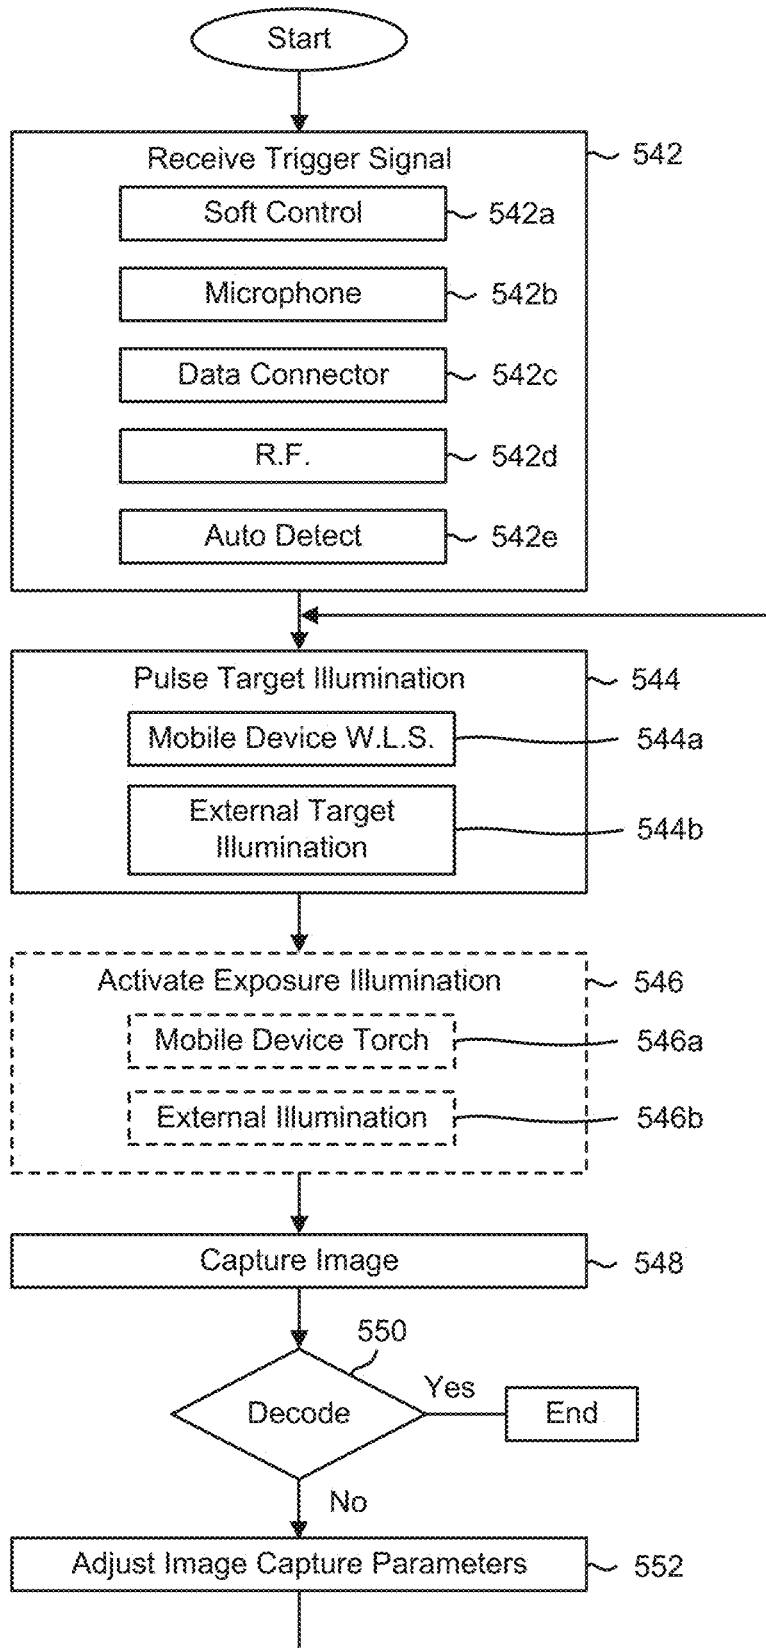 Start
Receive Trigger Signal
542
Soft Control
542a
Microphone
542b
Data Connector
542c
R.F.
542d
Auto Detect
542e
Pulse Target Illumination
544
Mobile Device W.L.S.
544a
External Target
Illumination
544b
Activate Exposure Illumination
546
Mobile Device Torch
546a
External Illumination
546b
Capture Image
548
550
Decode
Yes
End
No
Adjust Image Capture Parameters
552